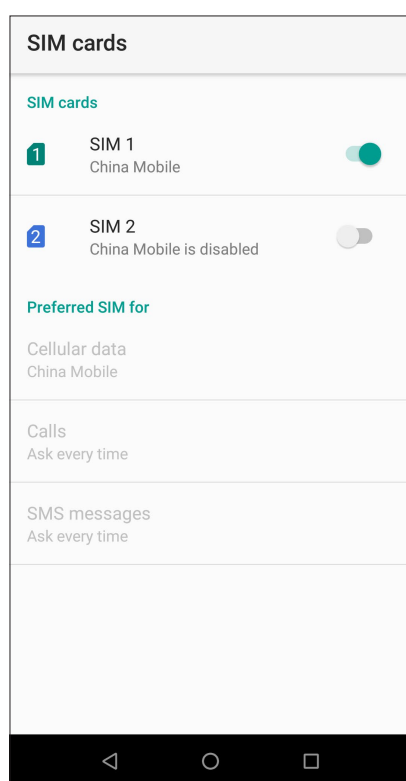 SIM cards
SIM cards
1
SIM 1
China Mobile
2
SIM 2
China Mobile is disabled
Preferred SIM for
Cellular data
China Mobile
Calls
Ask every time
SMS messages
Ask every time